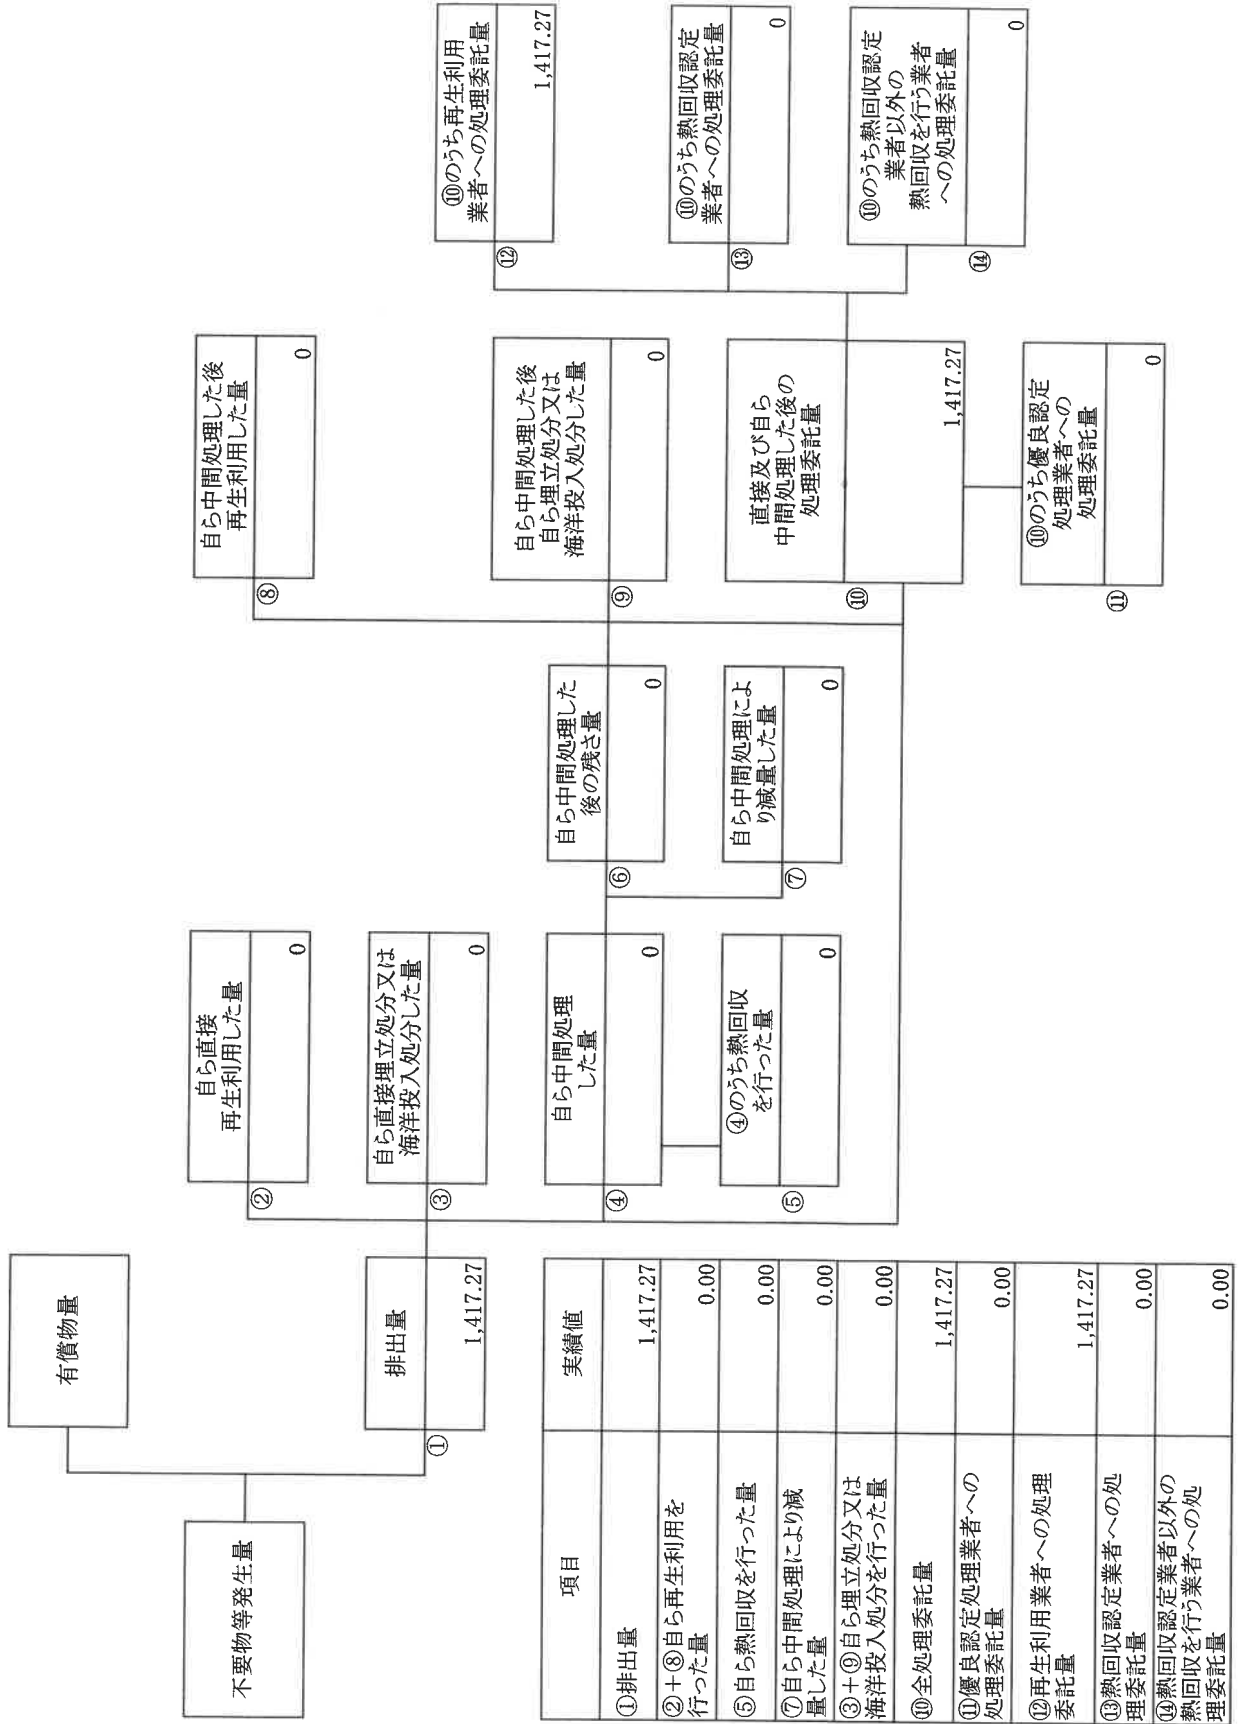 不要物等発生量
有償物量
排出量
①
1,417.27
自ら直接
再生利用した量
②
0
自ら直接埋立処分又は
海洋投入処分した量
③
0
自ら中間処理
した量
④
0
④のうち熱回収
を行った量
⑤
0
自ら中間処理した
後の残さ量
⑥
0
自ら中間処理によ
り減量した量
⑦
0
自ら中間処理した後
再生利用した量
⑧
0
自ら中間処理した後
自ら埋立処分又は
海洋投入処分した量
⑨
0
直接及び自ら
中間処理した後の
処理委託量
⑩
1,417.27
⑩のうち優良認定
処理業者への
処理委託量
⑪
0
⑩のうち再生利用
業者への処理委託量
⑫
1,417.27
⑩のうち熱回収認定
業者への処理委託量
⑬
0
⑩のうち熱回収認定
業者以外の
熱回収を行う業者
への処理委託量
⑭
0
項目 実績値
①排出量 1,417.27
②＋⑧自ら再生利用を
行った量 0.00
⑤自ら熱回収を行った量 0.00
⑦自ら中間処理により減
量した量 0.00
③＋⑨自ら埋立処分又は
海洋投入処分を行った量 0.00
⑩全処理委託量 1,417.27
⑪優良認定処理業者への
処理委託量 0.00
⑫再生利用業者への処理
委託量 1,417.27
⑬熱回収認定業者への処
理委託量 0.00
⑭熱回収認定業者以外の
熱回収を行う業者への処
理委託量 0.00